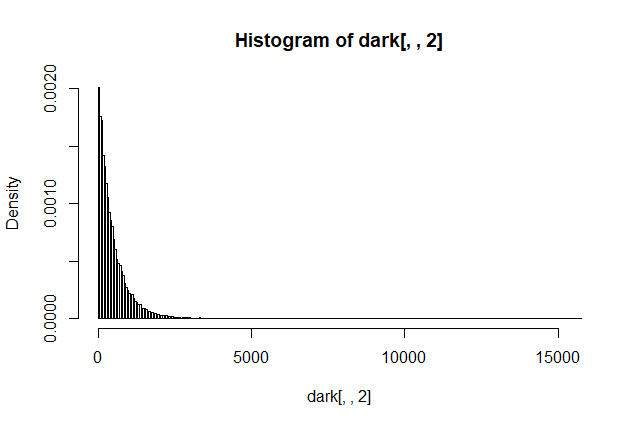 Histogram of dark[, , 2]
Density
0.0020
0.0010
0.0000
0
5000
10000
15000
dark[, , 2]